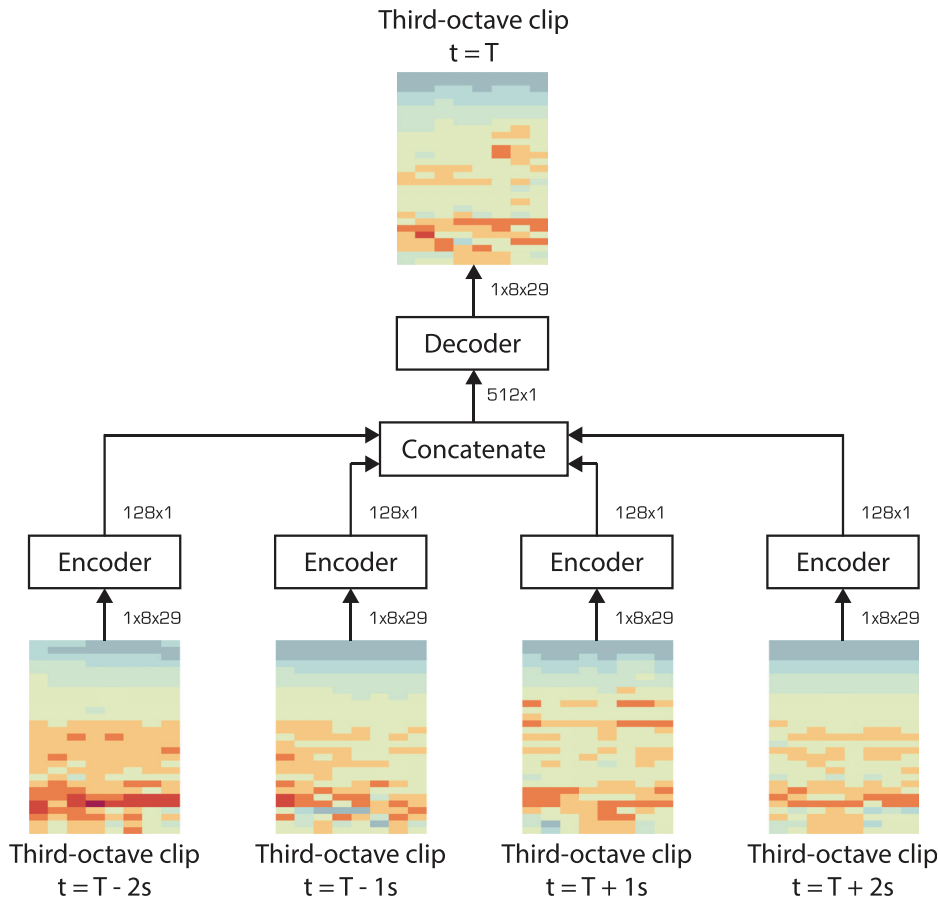 Third-octave clip
t = T
1x8x29
Decoder
512x1
Concatenate
128x1 128x1 128x1 128x1
Encoder Encoder Encoder Encoder
1x8x29 1x8x29 1x8x29 1x8x29
Third-octave clip Third-octave clip Third-octave clip Third-octave clip
t = T - 2s t = T - 1s t = T + 1s t = T + 2s